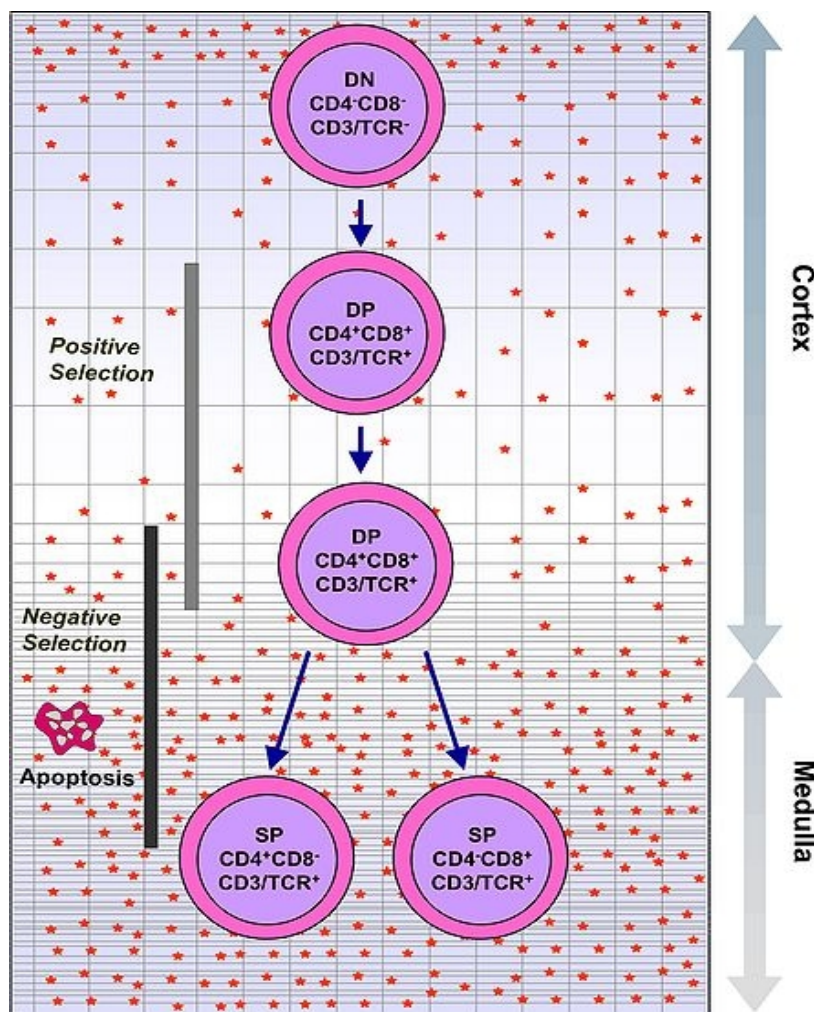 DN
CD4⁻CD8⁻
CD3/TCR⁻
Cortex
Positive
Selection
DP
CD4⁺CD8⁺
CD3/TCR⁺
DP
CD4⁺CD8⁺
CD3/TCR⁺
Negative
Selection
Apoptosis
Medulla
SP
CD4⁺CD8⁻
CD3/TCR⁺
SP
CD4⁻CD8⁺
CD3/TCR⁺